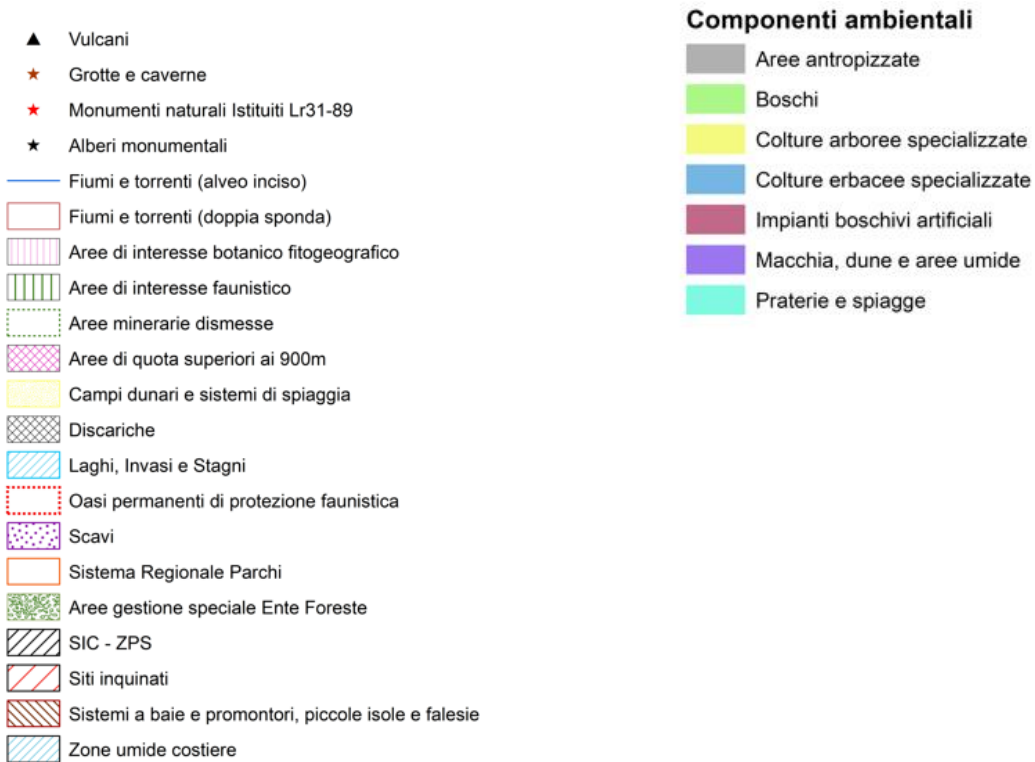 Vulcani
Grotte e caverne
Monumenti naturali Istituiti Lr31-89
Alberi monumentali
Fiumi e torrenti (alveo inciso)
Fiumi e torrenti (doppia sponda)
Aree di interesse botanico fitogeografico
Aree di interesse faunistico
Aree minerarie dismesse
Aree di quota superiori ai 900m
Campi dunari e sistemi di spiaggia
Discariche
Laghi, Invasi e Stagni
Oasi permanenti di protezione faunistica
Scavi
Sistema Regionale Parchi
Aree gestione speciale Ente Foreste
SIC - ZPS
Siti inquinati
Sistemi a baie e promontori, piccole isole e falesie
Zone umide costiere
Componenti ambientali
Aree antropizzate
Boschi
Colture arboree specializzate
Colture erbacee specializzate
Impianti boschivi artificiali
Macchia, dune e aree umide
Praterie e spiagge